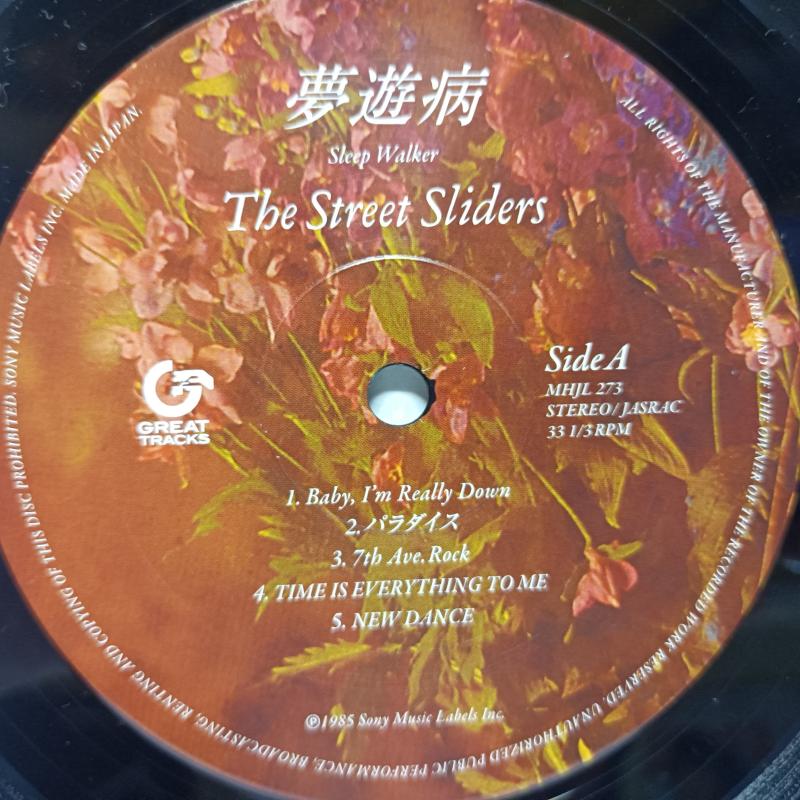 夢遊病
Sleep Walker
The Street Sliders
GREAT
TRACKS
Side A
MHJL 273
STEREO/JASRAC
33 1/3 RPM
1. Baby, I'm Really Down
2. パラダイス
3. 7th Ave. Rock
4. TIME IS EVERYTHING TO ME
5. NEW DANCE
℗1985 Sony Music Labels Inc.
ALL RIGHTS OF THE MANUFACTURER AND OF THE OWNER OF THE RECORDED WORK RESERVED. UNAUTHORIZED PUBLIC PERFORMANCE, BROADCASTING, RENTING AND COPYING OF THIS DISC PROHIBITED. SONY MUSIC LABELS INC. MADE IN JAPAN.